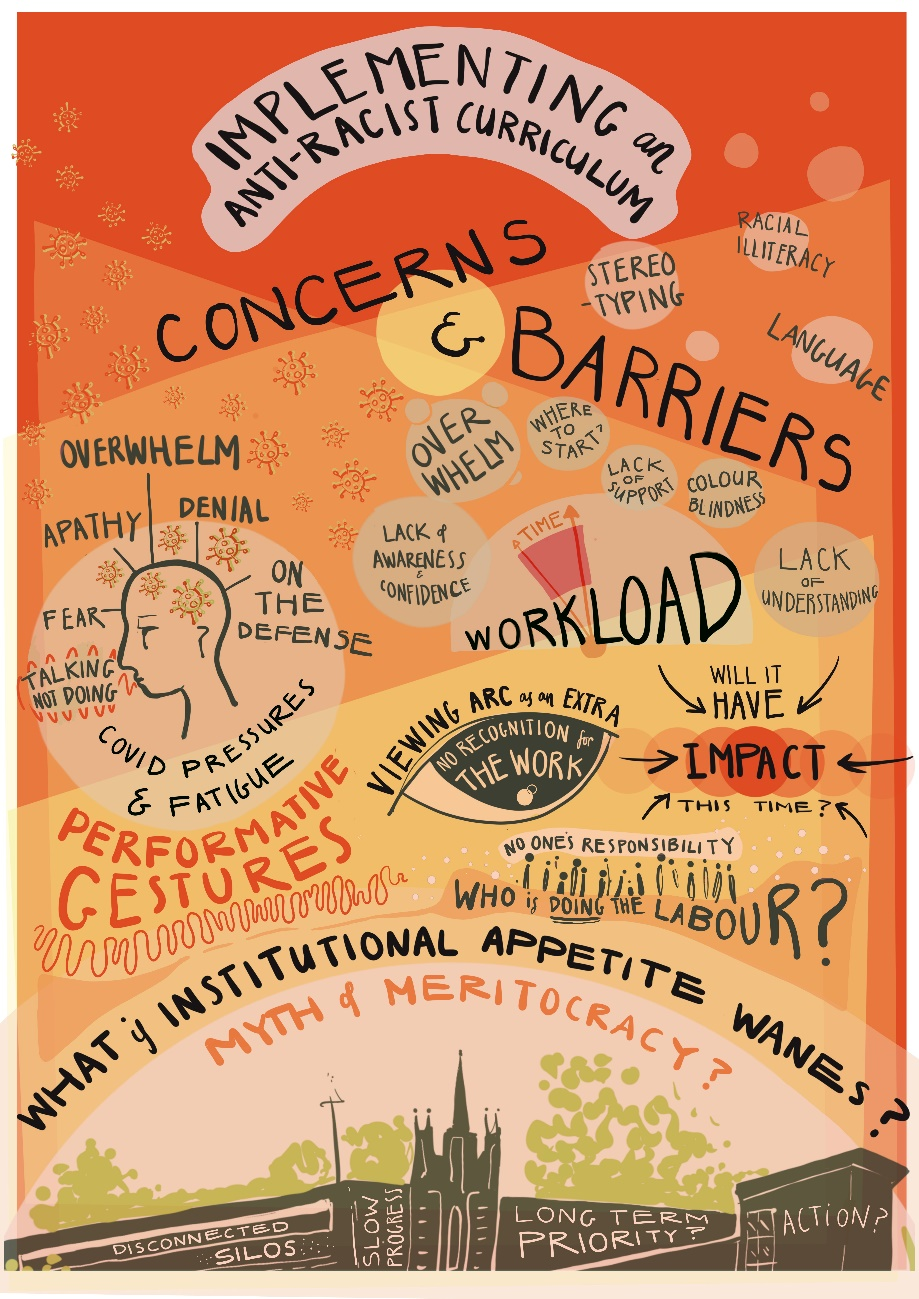 IMPLEMENTING an
ANTI-RACIST CURRICULUM
CONCERNS
& BARRIERS
RACIAL
ILLITERACY
STEREO
-TYPING
LANGUAGE
OVER
WHELM
WHERE
TO
START?
LACK
OF
SUPPORT
COLOUR
BLINDNESS
LACK of
AWARENESS
&
CONFIDENCE
TIME
WORKLOAD
LACK
OF
UNDERSTANDING
OVERWHELM
APATHY
DENIAL
ON
THE
DEFENSE
FEAR
TALKING
NOT DOING
COVID PRESSURES
& FATIGUE
VIEWING ARC as an EXTRA
NO RECOGNITION for
THE WORK
WILL IT
HAVE
IMPACT
THIS TIME?
PERFORMATIVE
GESTURES
NO ONE'S RESPONSIBILITY
WHO is DOING THE LABOUR?
WHAT if INSTITUTIONAL APPETITE WANES?
MYTH of MERITOCRACY?
DISCONNECTED
SILOS
SLOW
PROGRESS
LONG TERM
PRIORITY?
ACTION?